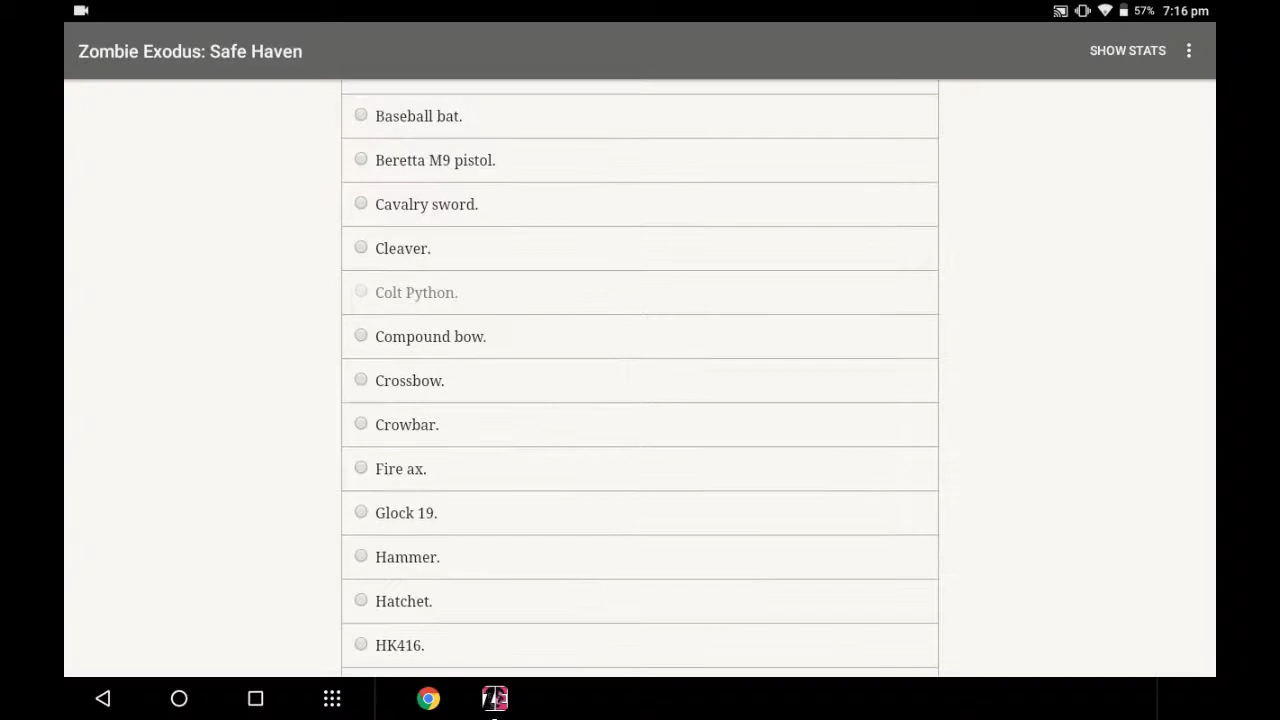 57% 7:16 pm
Zombie Exodus: Safe Haven SHOW STATS
Baseball bat.
Beretta M9 pistol.
Cavalry sword.
Cleaver.
Colt Python.
Compound bow.
Crossbow.
Crowbar.
Fire ax.
Glock 19.
Hammer.
Hatchet.
HK416.
ZE